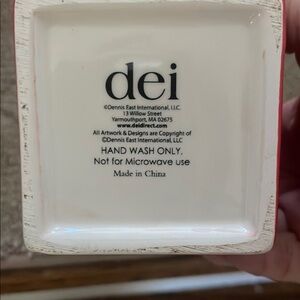 dei
©Dennis East International, LLC.
13 Willow Street
Yarmouthport, MA 02675
www.deidirect.com
All Artwork & Designs are Copyright of
©Dennis East International, LLC
HAND WASH ONLY.
Not for Microwave use
Made in China